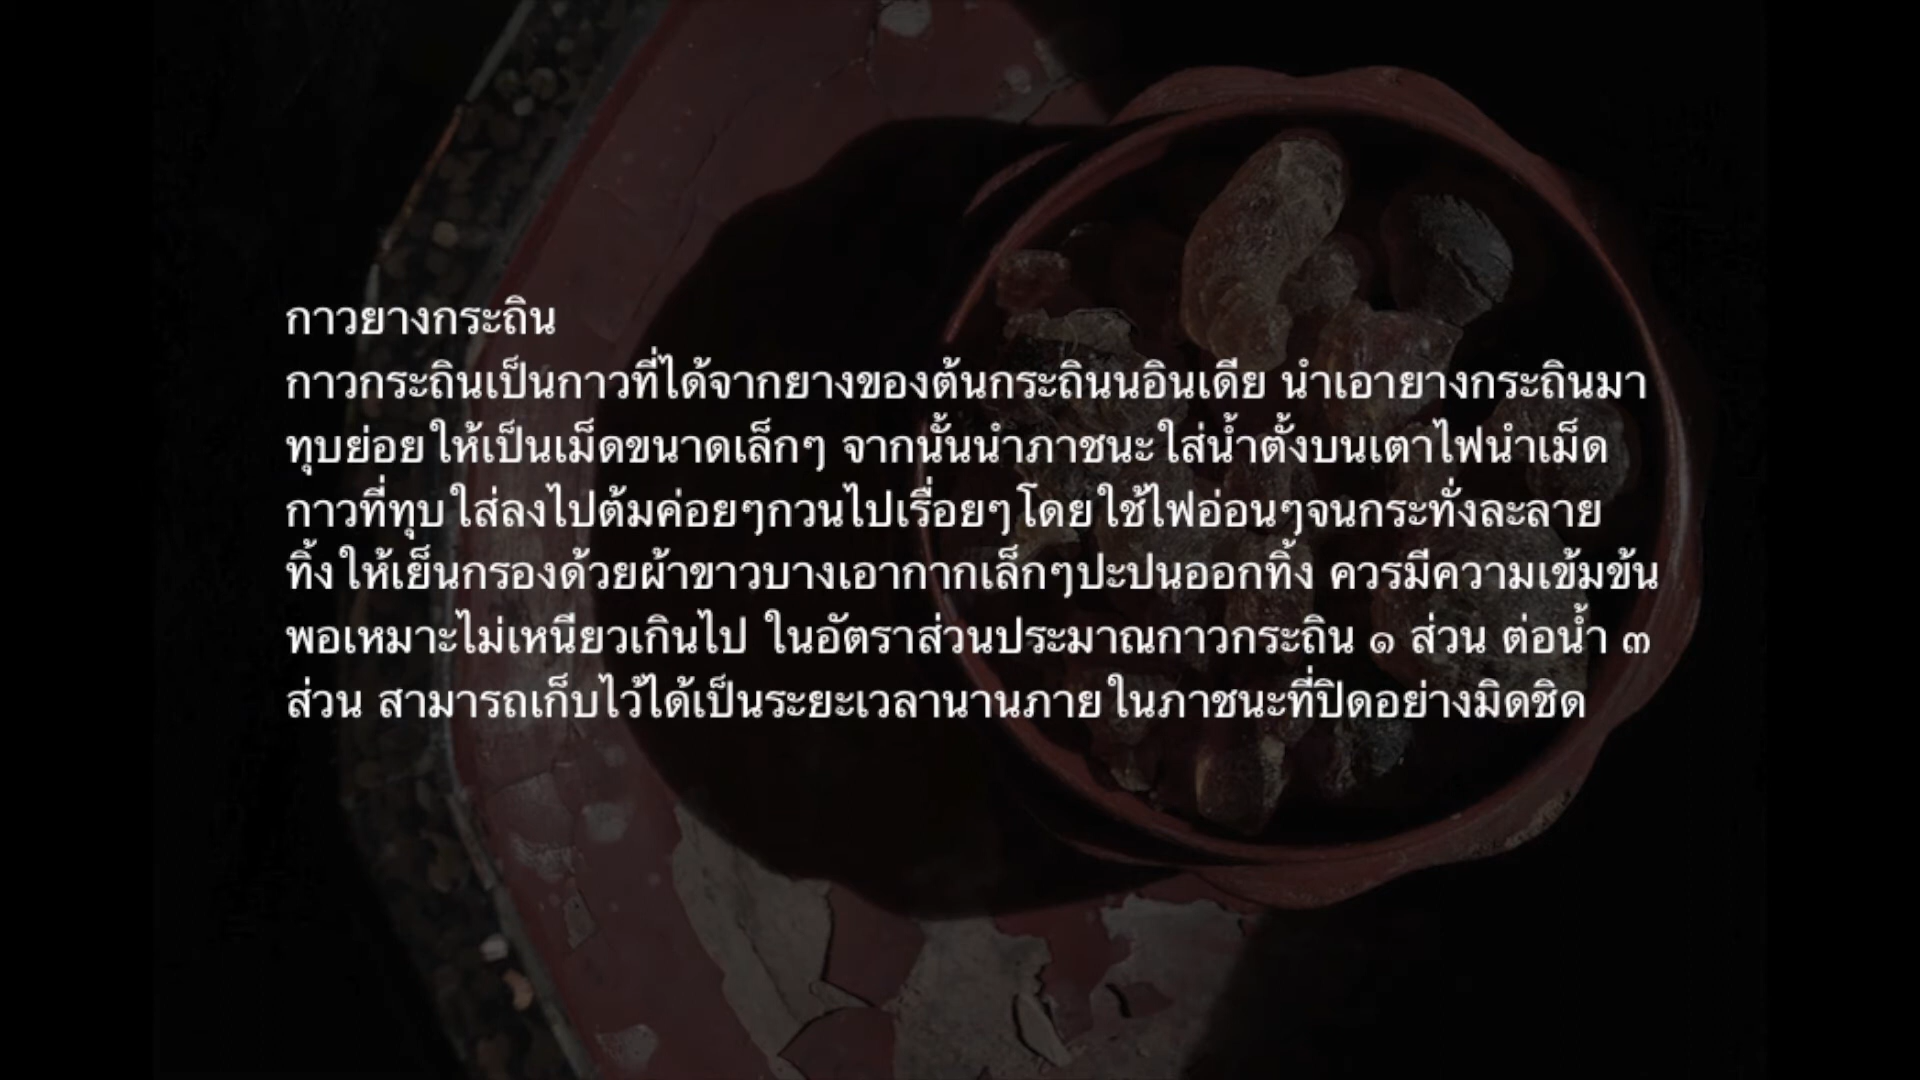 กาวยางกระถิน
กาวกระถินเป็นกาวที่ได้จากยางของต้นกระถินนอินเดีย นำเอายางกระถินมา
ทุบย่อยให้เป็นเม็ดขนาดเล็กๆ จากนั้นนำภาชนะใส่น้ำตั้งบนเตาไฟนำเม็ด
กาวที่ทุบใส่ลงไปต้มค่อยๆกวนไปเรื่อยๆโดยใช้ไฟอ่อนๆจนกระทั่งละลาย
ทิ้งให้เย็นกรองด้วยผ้าขาวบางเอากากเล็กๆปะปนออกทิ้ง ควรมีความเข้มข้น
พอเหมาะไม่เหนียวเกินไป ในอัตราส่วนประมาณกาวกระถิน ๑ ส่วน ต่อน้ำ ๓
ส่วน สามารถเก็บไว้ได้เป็นระยะเวลานานภายในภาชนะที่ปิดอย่างมิดชิด